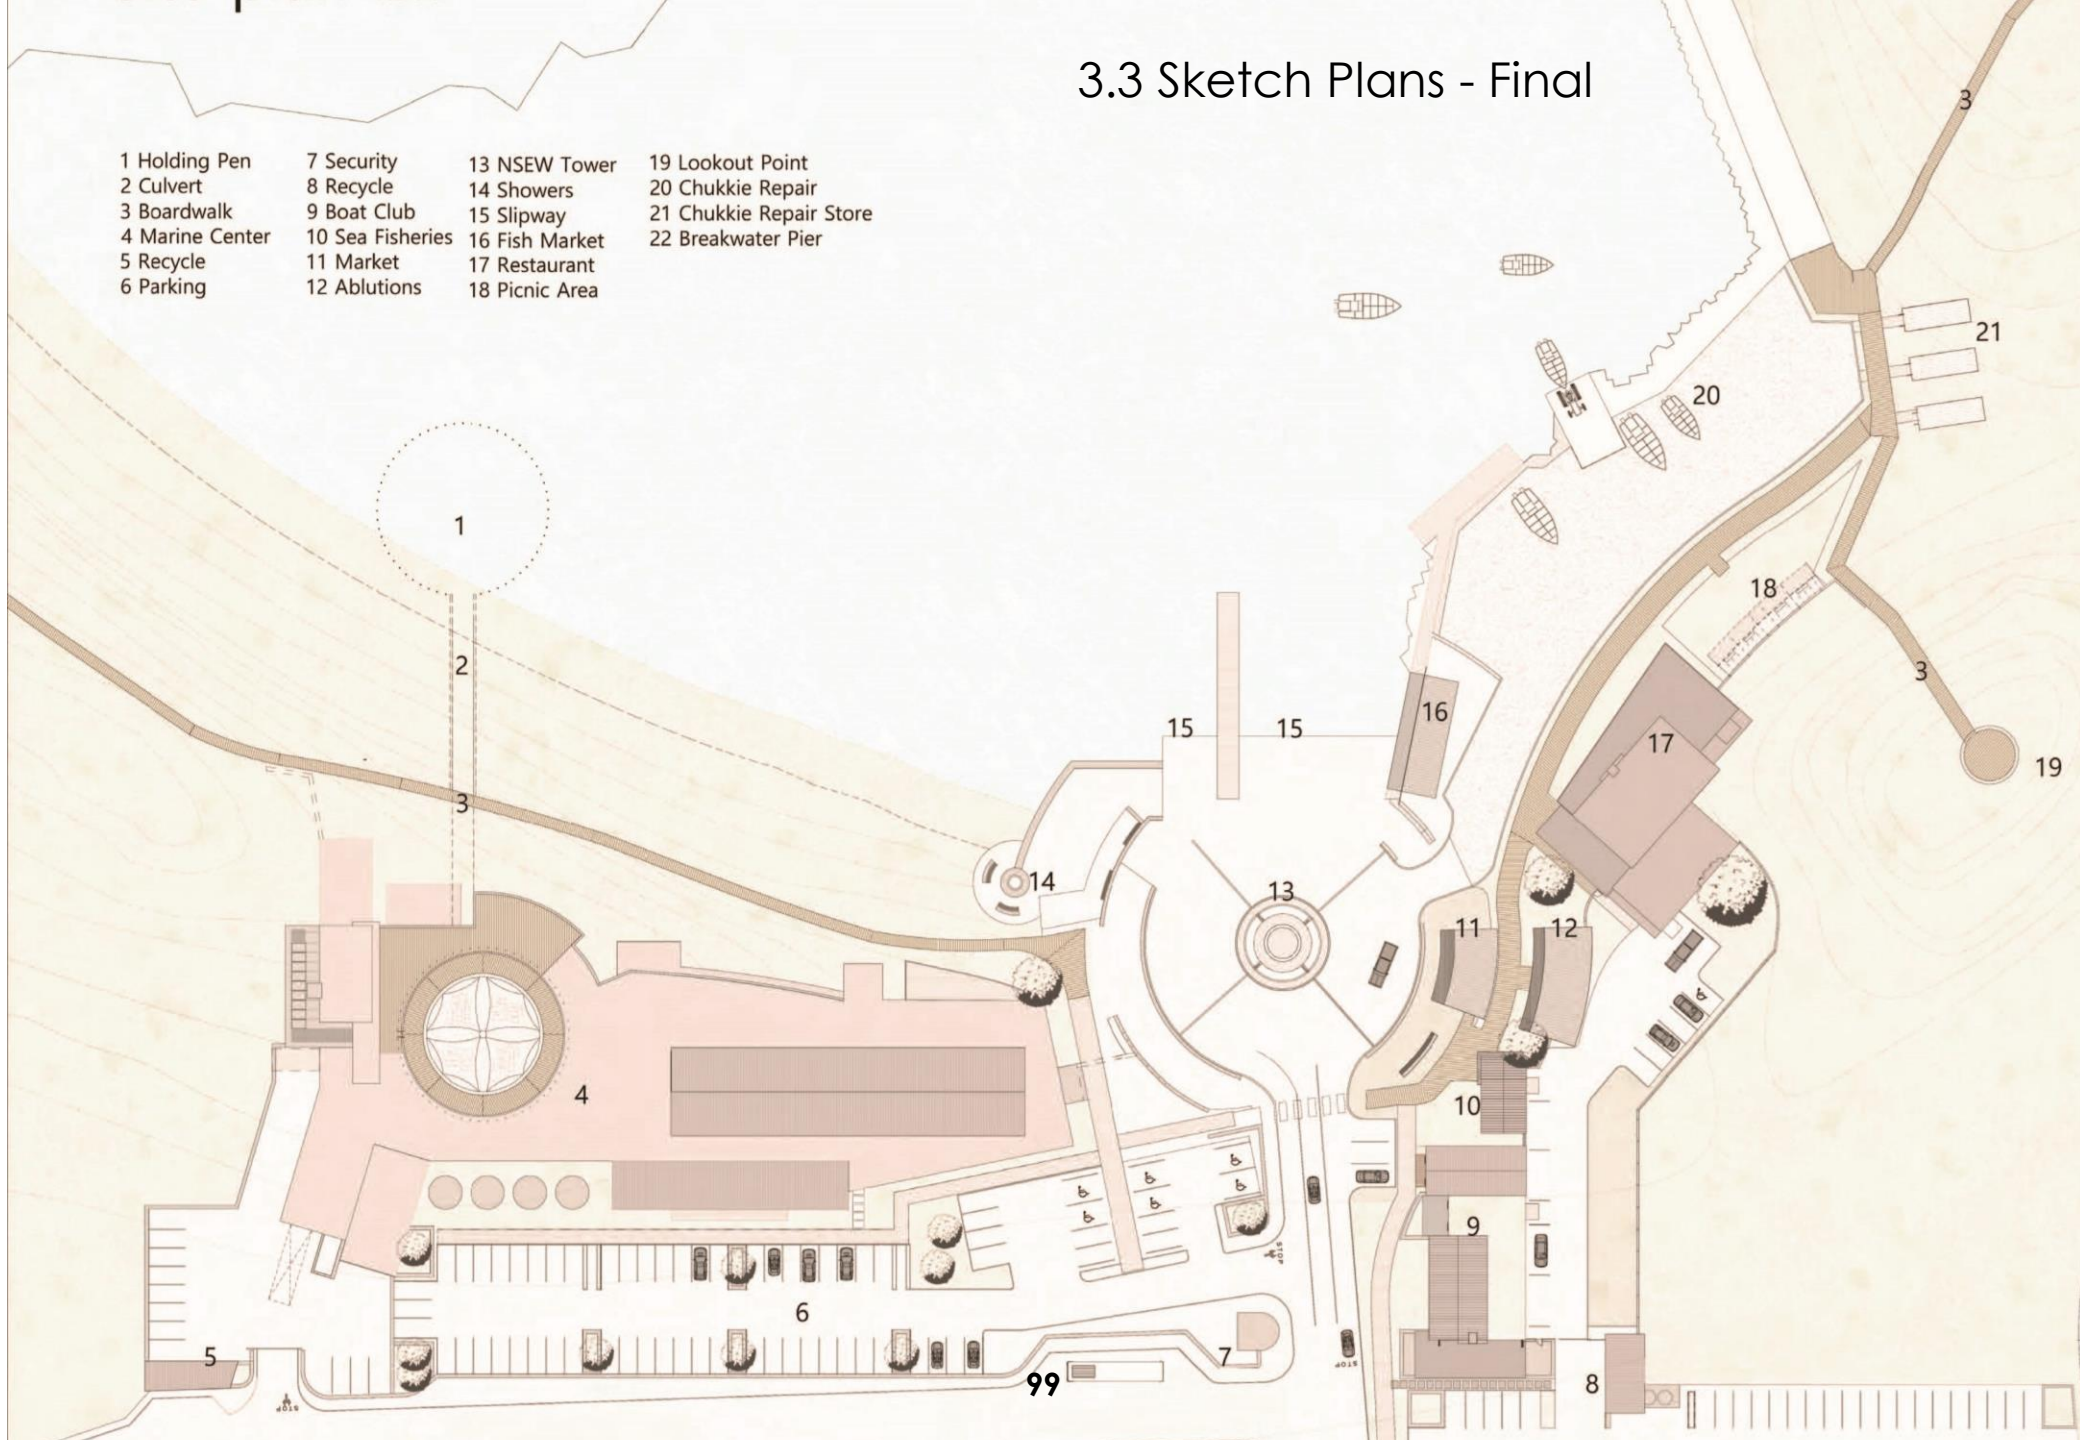 3.3 Sketch Plans - Final
1 Holding Pen
2 Culvert
3 Boardwalk
4 Marine Center
5 Recycle
6 Parking
7 Security
8 Recycle
9 Boat Club
10 Sea Fisheries
11 Market
12 Ablutions
13 NSEW Tower
14 Showers
15 Slipway
16 Fish Market
17 Restaurant
18 Picnic Area
19 Lookout Point
20 Chukkie Repair
21 Chukkie Repair Store
22 Breakwater Pier
3
21
20
1
18
2
3
16
15
15
17
19
3
14
13
11
12
4
10
9
STOP
6
7
5
STOP
8
99
STOP